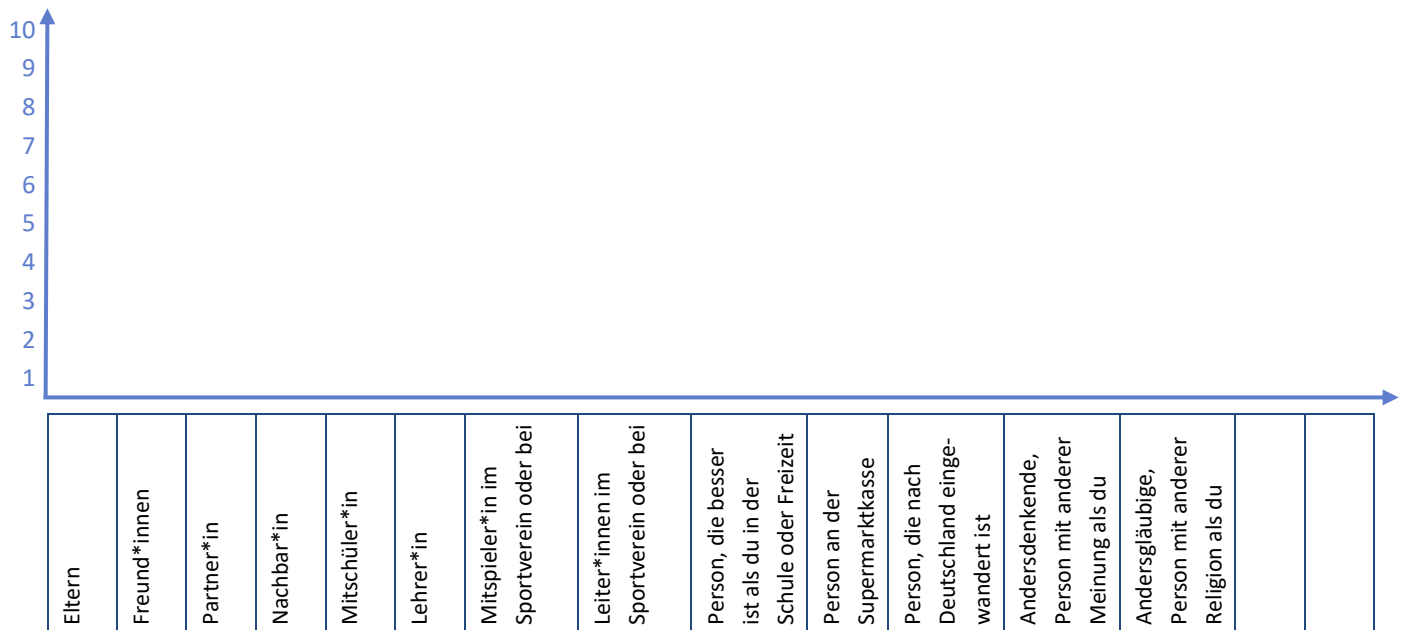 10
9
8
7
6
5
4
3
2
1
Eltern
Freund*innen
Partner*in
Nachbar*in
Mitschüler*in
Lehrer*in
Mitspieler*in im
Sportverein oder bei
Leiter*innen im
Sportverein oder bei
Person, die besser
ist als du in der
Schule oder Freizeit
Person an der
Supermarktkasse
Person, die nach
Deutschland einge-
wandert ist
Andersdenkende,
Person mit anderer
Meinung als du
Andersgläubige,
Person mit anderer
Religion als du